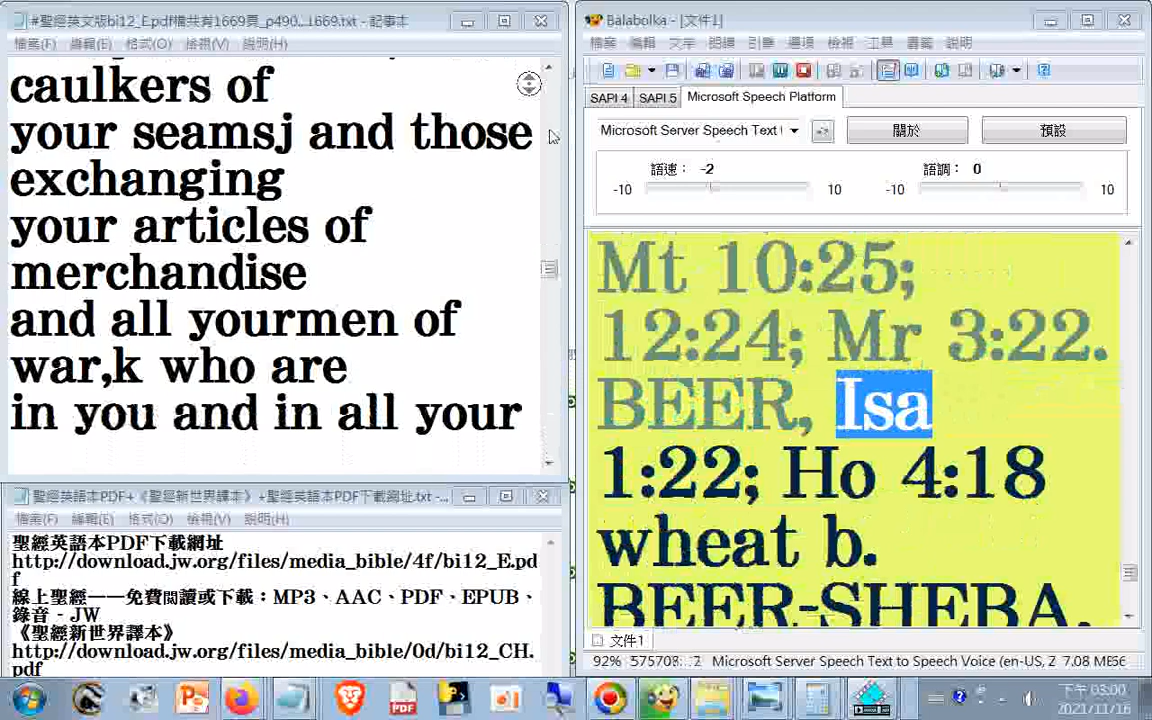 #聖經英文版bi12_E.pdf檔共有1669頁_p490...1669.txt - 記事本
檔案(F) 編輯(E) 格式(O) 檢視(V) 說明(H)
caulkers of
your seamsj and those
exchanging
your articles of
merchandise
and all yourmen of
war,k who are
in you and in all your
聖經英語本PDF+《聖經新世界譯本》+聖經英語本PDF下載網址.txt -...
檔案(F) 編輯(E) 格式(O) 檢視(V) 說明(H)
聖經英語本PDF下載網址
http://download.jw.org/files/media_bible/4f/bi12_E.pd
f
線上聖經——免費閱讀或下載：MP3、AAC、PDF、EPUB、
錄音 - JW
《聖經新世界譯本》
http://download.jw.org/files/media_bible/0d/bi12_CH.
pdf
Balabolka - [文件1]
檔案 編輯 文字 閱讀 引擎 選項 檢視 工具 書籤 說明
SAPI 4 SAPI 5 Microsoft Speech Platform
Microsoft Server Speech Text 關於 預設
語速： -2 語調： 0
-10 10 -10 10
Mt 10:25;
12:24; Mr 3:22.
BEER, Isa
1:22; Ho 4:18
wheat b.
BEER-SHEBA,
文件1
92% Microsoft Server Speech Text to Speech Voice (en-US, Z 7.08 МБ
下午 03:00
2021/11/16